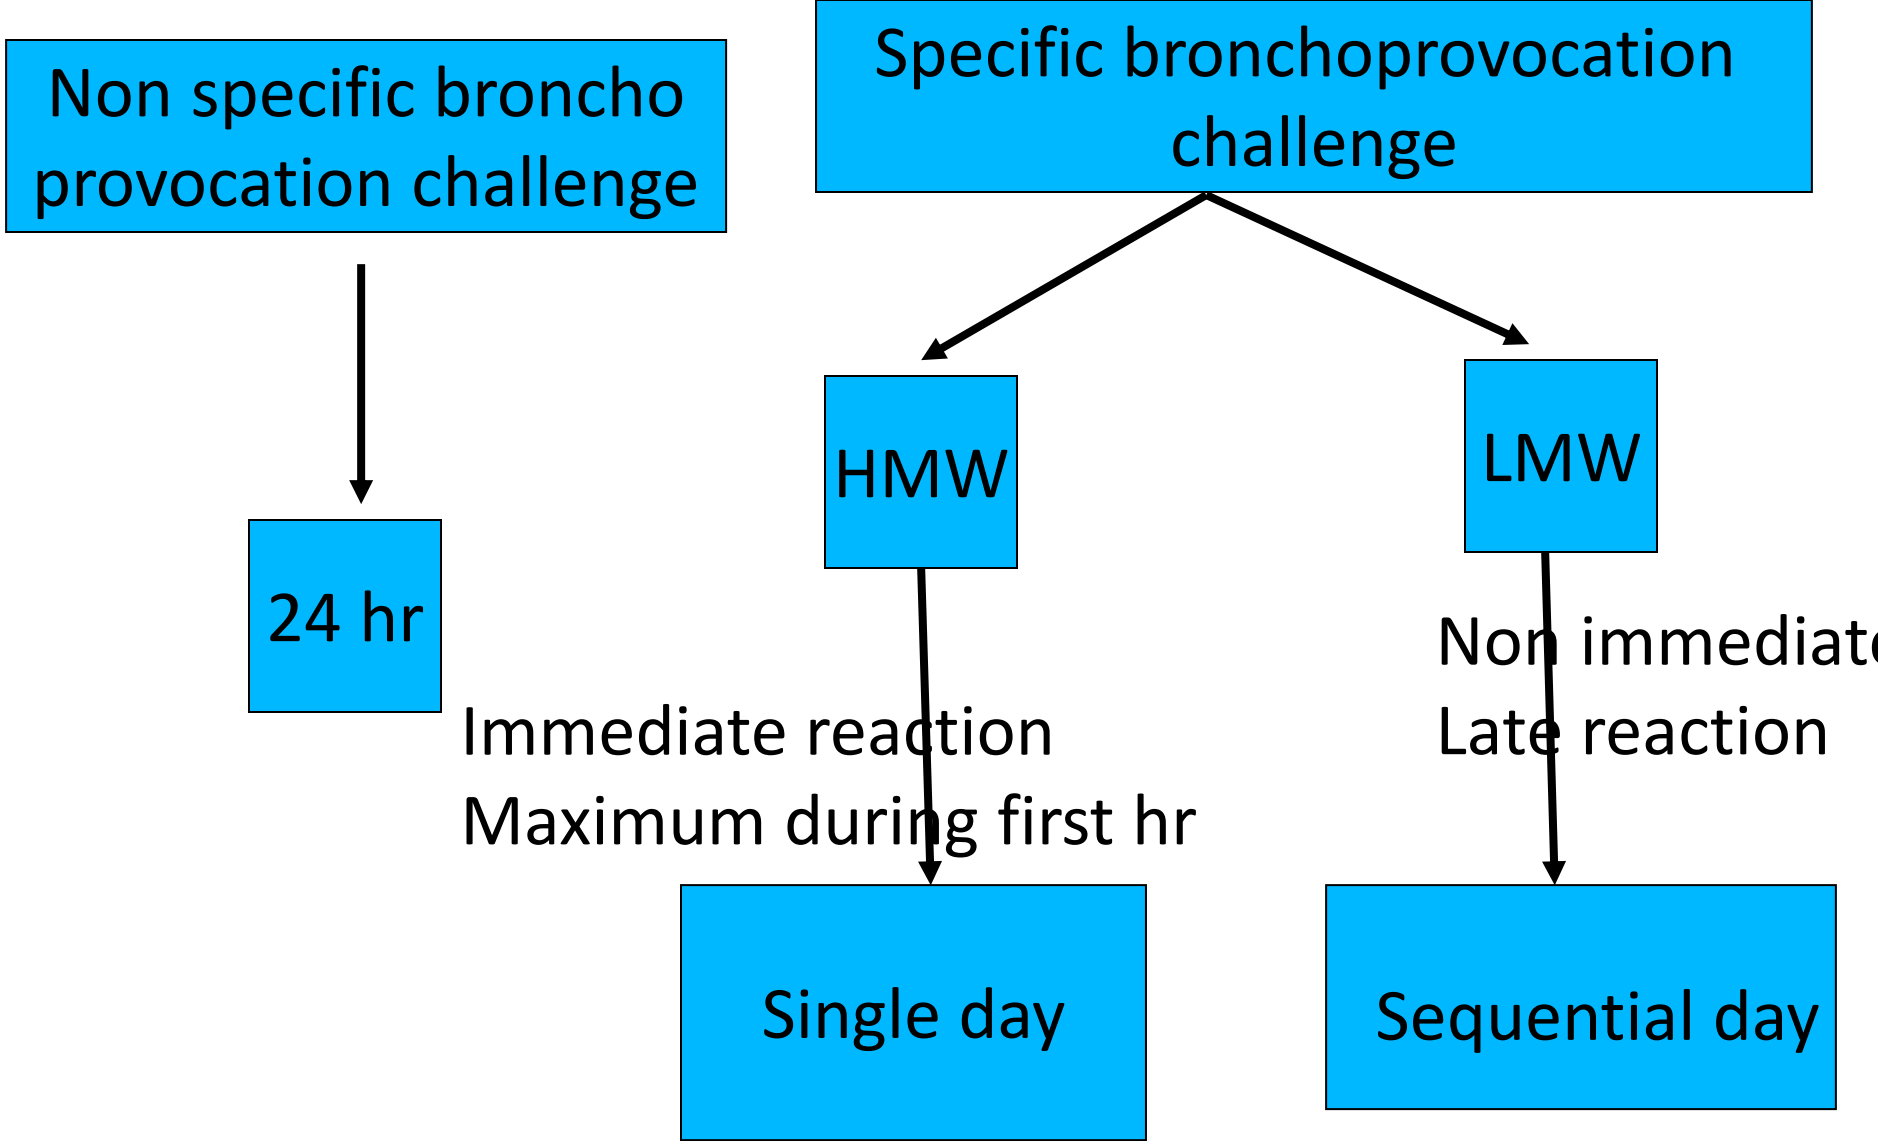 Non specific broncho
provocation challenge
Specific bronchoprovocation
challenge
HMW
LMW
24 hr
Immediate reaction
Maximum during first hr
Non immediate
Late reaction
Single day
Sequential day